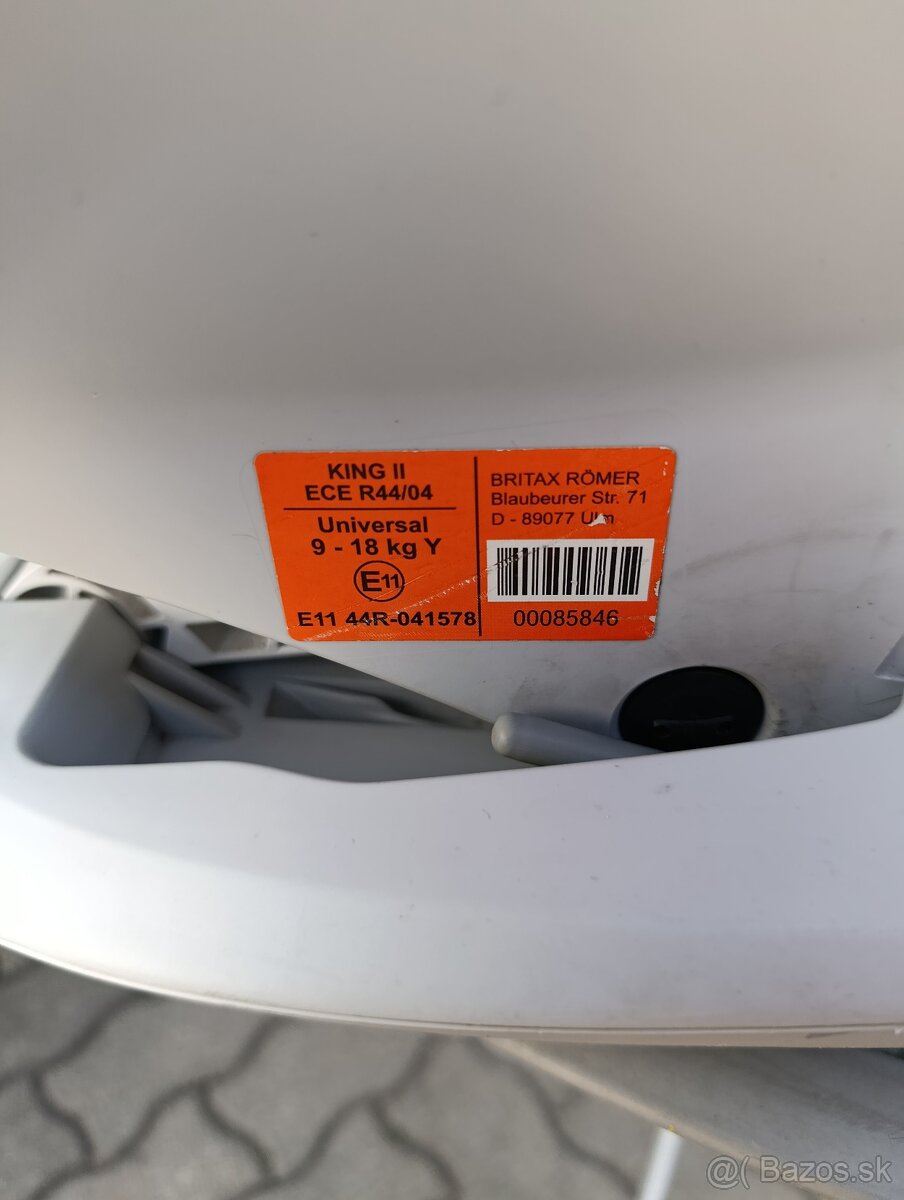 KING II
ECE R44/04
Universal
9 - 18 kg Y
E11
E11 44R-041578
BRITAX RÖMER
Blaubeurer Str. 71
D - 89077 Ulm
00085846
@( Bazos.sk